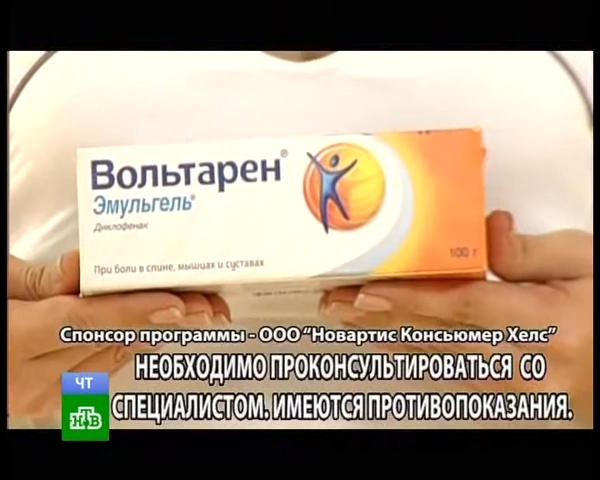 Вольтарен®
Эмульгель®
Диклофенак
100 г
При боли в спине, мышцах и суставах
Спонсор программы - ООО "Новартис Консьюмер Хелс"
НЕОБХОДИМО ПРОКОНСУЛЬТИРОВАТЬСЯ СО
СПЕЦИАЛИСТОМ. ИМЕЮТСЯ ПРОТИВОПОКАЗАНИЯ.
ЧТ
НТВ